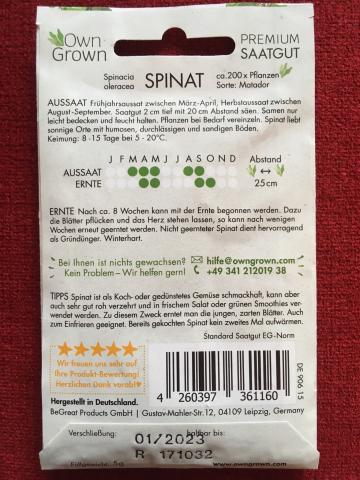 Own Grown
PREMIUM SAATGUT
Spinacia oleracea
SPINAT
ca.200 x Pflanzen
Sorte: Matador
AUSSAAT Frühjahrsaussaat zwischen März-April, Herbstaussaat zwischen
August-September. Saatgut 2 cm tief mit 20 cm Abstand säen. Samen nur
leicht bedecken und feucht halten. Pflanzen bei Bedarf vereinzeln. Spinat liebt
sonnige Orte mit humosen, durchlässigen und sandigen Böden.
Keimung: 8 -15 Tage bei 5 - 20°C.
J F M A M J J A S O N D Abstand
AUSSAAT
ERNTE 25cm
ERNTE Nach ca. 8 Wochen kann mit der Ernte begonnen werden. Dazu
die Blätter pflücken und das Herz stehen lassen, so kann nach wenigen
Wochen erneut geerntet werden. Nicht geernteter Spinat dient hervorragend
als Gründünger. Winterhart.
Bei Ihnen ist nichts gewachsen? hilfe@owngrown.com
Kein Problem – Wir helfen gern! +49 341 212019 38
TIPPS Spinat ist als Koch- oder gedünstetes Gemüse schmackhaft, kann aber
auch sehr gut roh verzehrt und in frischem Salat oder grünen Smoothies verwendet
werden. Zu diesem Zweck erntet man die jungen, zarten Blätter. Auch
zum Einfrieren geeignet. Bereits gekochten Spinat kein zweites Mal aufwärmen.
Standard Saatgut EG-Norm
Wir freuen uns sehr auf
Ihre Produkt-Bewertung!
Herzlichen Dank vorab!
Hergestellt in Deutschland.
4 260397 361160
DE 906 15
BeGreat Products GmbH | Gustav-Mahler-Str. 12, 04109 Leipzig, Germany
Verschließung: haltbar bis:
01/2023
R 171032
Füllgewicht: 5g
www.owngrown.com